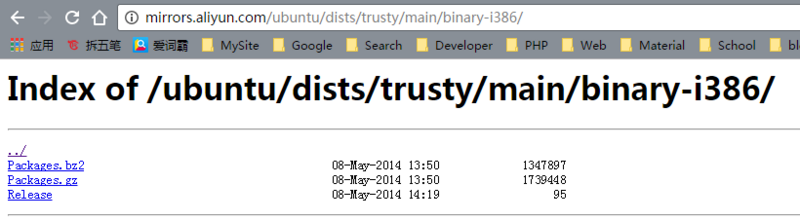 mirrors.aliyun.com/ubuntu/dists/trusty/main/binary-i386/
应用 拆五笔 爱词霸 MySite Google Search Developer PHP Web Material School
Index of /ubuntu/dists/trusty/main/binary-i386/
../
Packages.bz2 08-May-2014 13:50 1347897
Packages.gz 08-May-2014 13:50 1739448
Release 08-May-2014 14:19 95